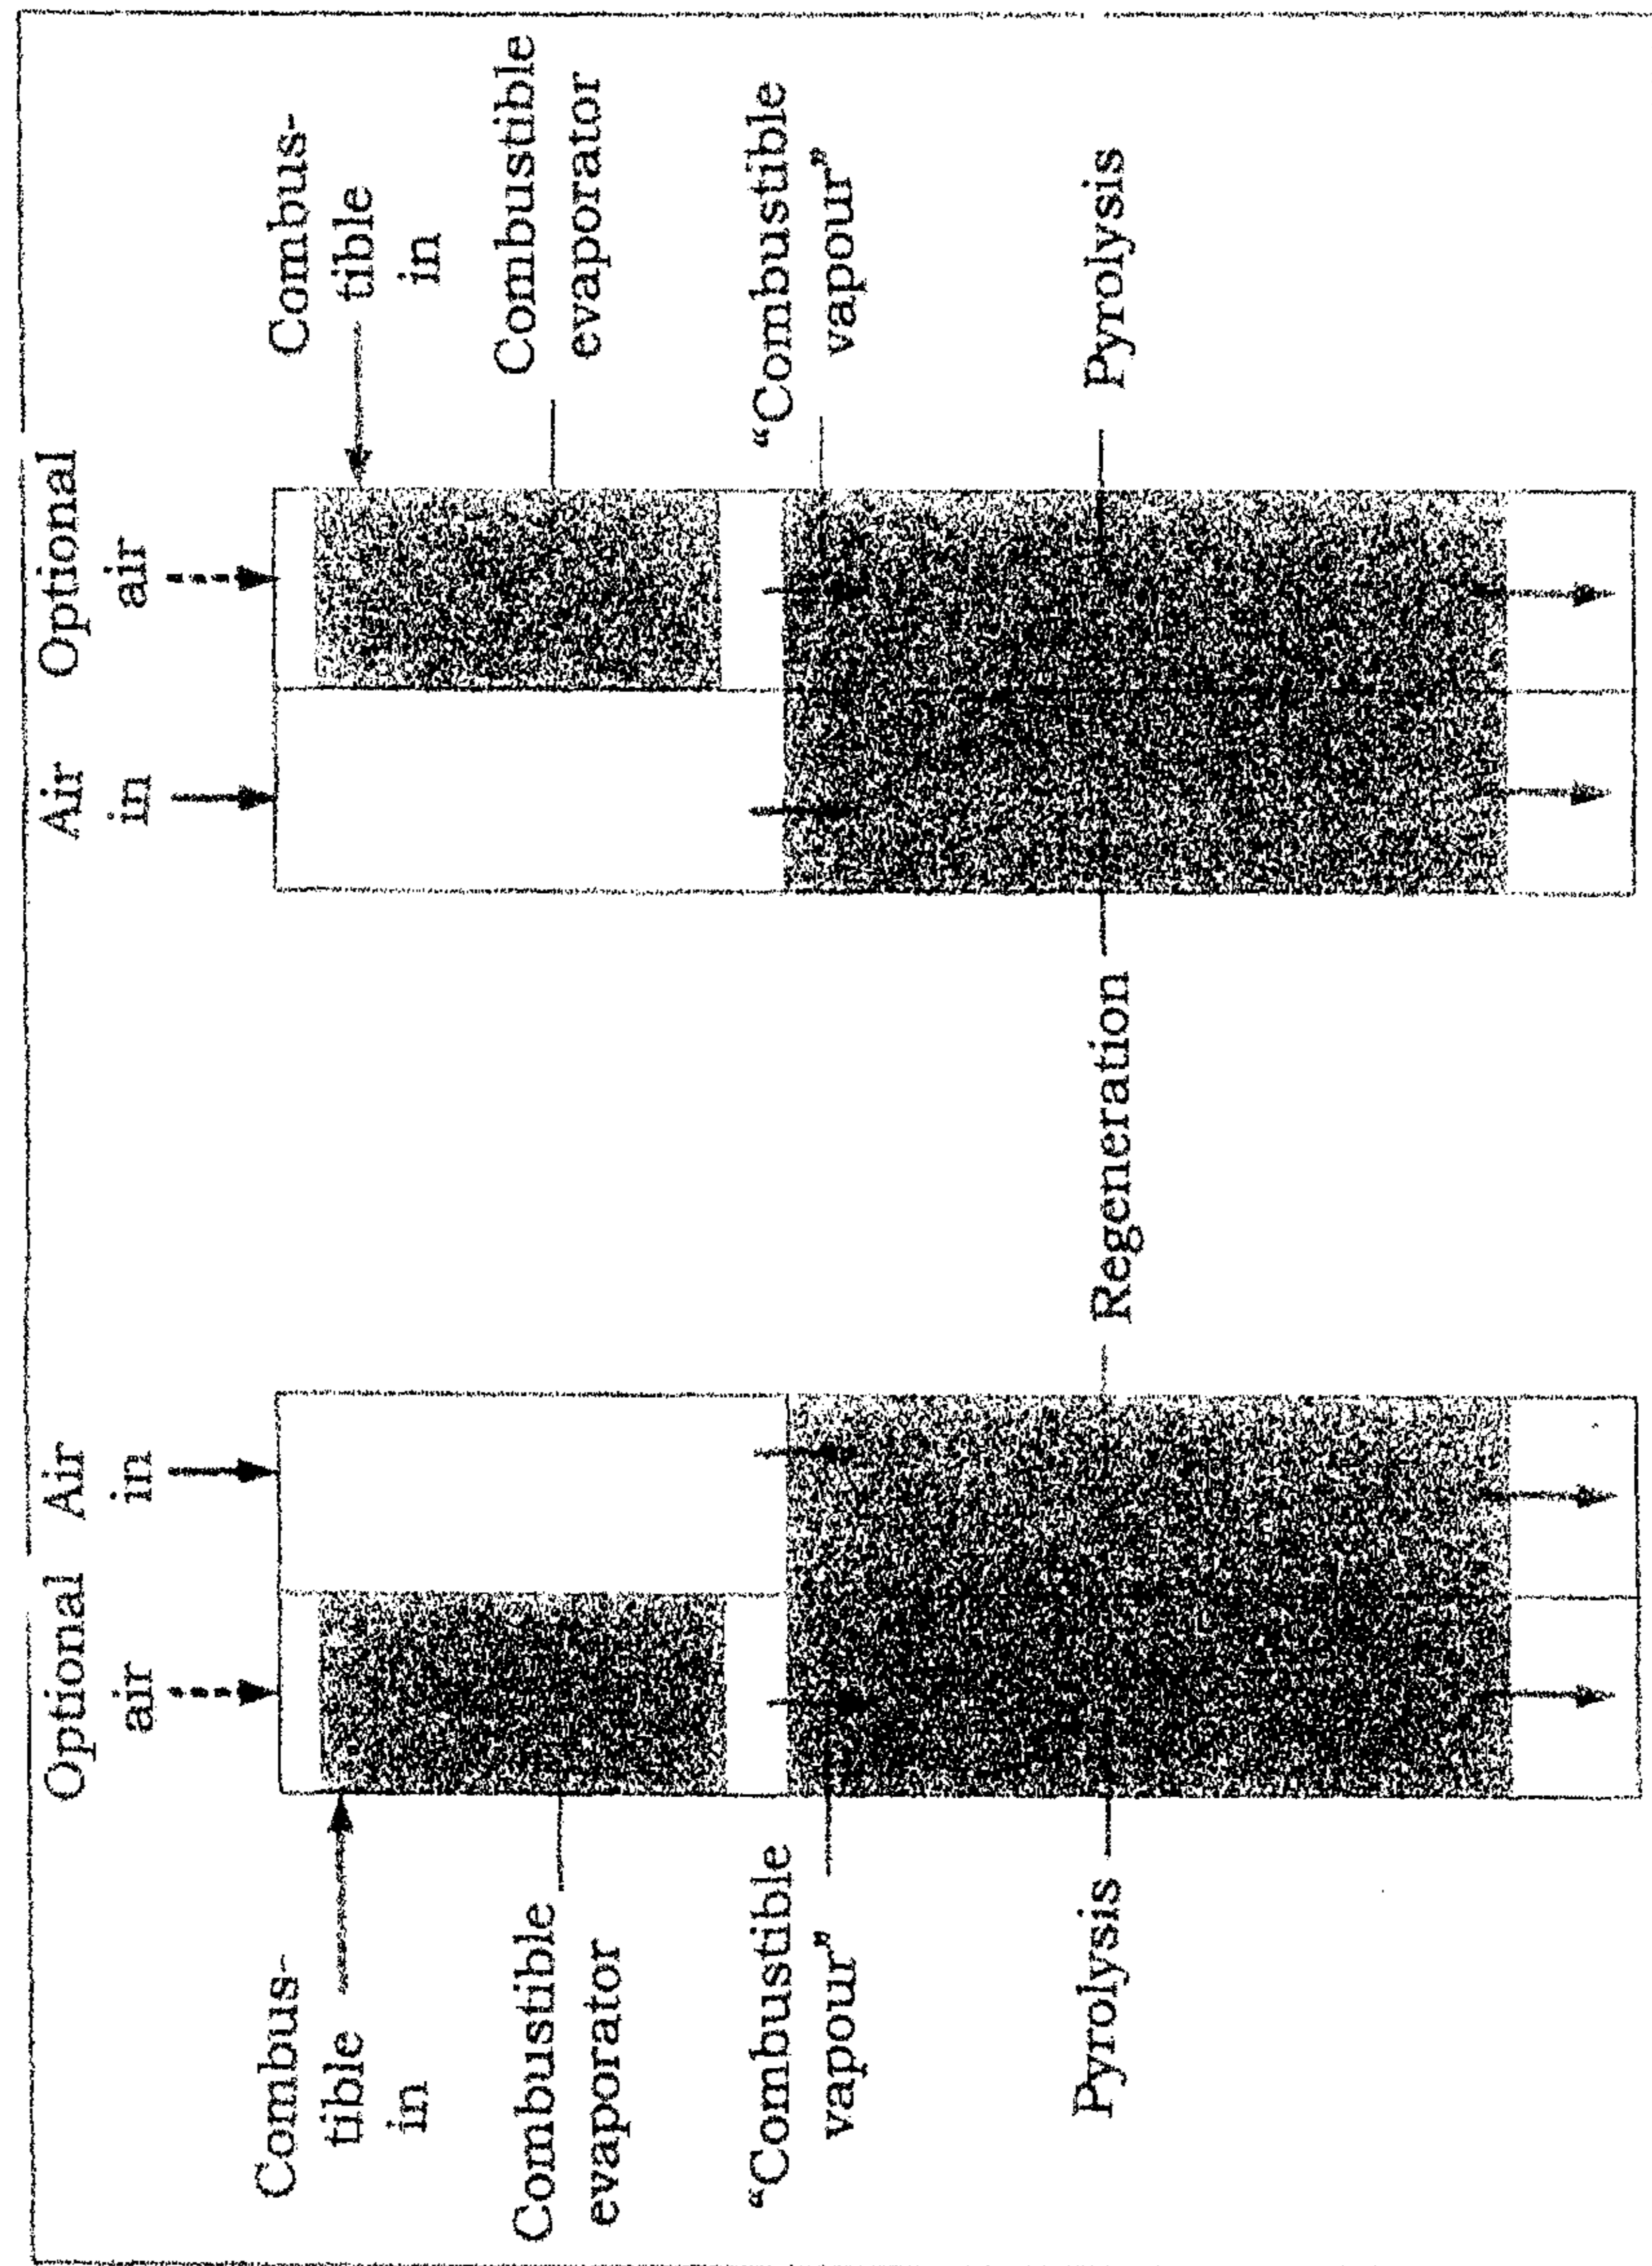 Optional
air
Air
in
Air
in
Optional
air
Combus-
tible
in
Combustible
evaporator
“Combustible
vapour”
Pyrolysis
Regeneration
Combus-
tible
in
Combustible
evaporator
“Combustible
vapour”
Pyrolysis